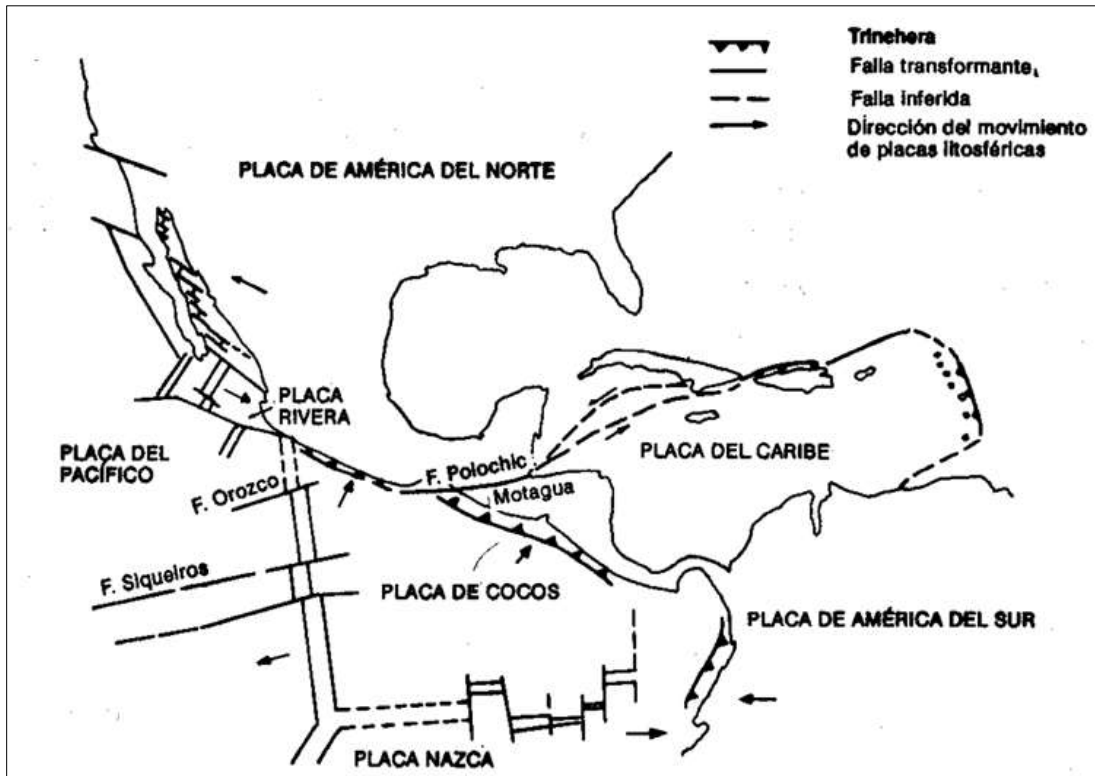 Trinchera
Falla transformante.
Falla inferida
Dirección del movimiento
de placas litosféricas
PLACA DE AMÉRICA DEL NORTE
PLACA
RIVERA
PLACA DEL
PACÍFICO
F. Orozco
F. Polochic
Motagua
PLACA DEL CARIBE
F. Siqueiros
PLACA DE COCOS
PLACA DE AMÉRICA DEL SUR
PLACA NAZCA